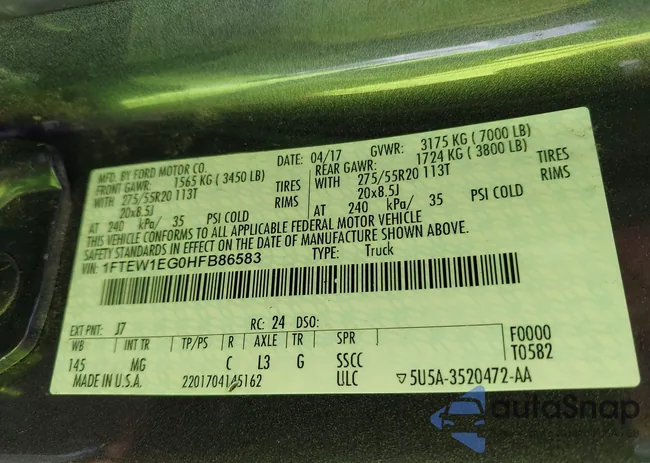 MFD. BY FORD MOTOR CO.
DATE: 04/17 GVWR: 3175 KG ( 7000 LB)
FRONT GAWR: 1565 KG ( 3450 LB) REAR GAWR: 1724 KG ( 3800 LB)
WITH 275/55R20 113T TIRES WITH 275/55R20 113T TIRES
20x8.5J RIMS 20x8.5J RIMS
AT 240 kPa/ 35 PSI COLD AT 240 kPa/ 35 PSI COLD
THIS VEHICLE CONFORMS TO ALL APPLICABLE FEDERAL MOTOR VEHICLE
SAFETY STANDARDS IN EFFECT ON THE DATE OF MANUFACTURE SHOWN ABOVE.
VIN: 1FTEW1EG0HFB86583 TYPE: Truck
EXT PNT: J7 RC: 24 DSO:
WB INT TR TP/PS R AXLE TR SPR F0000
145 MG C L3 G SSCC T0582
MADE IN U.S.A. 2201704145162 ULC ▽5U5A-3520472-AA
autoSnap